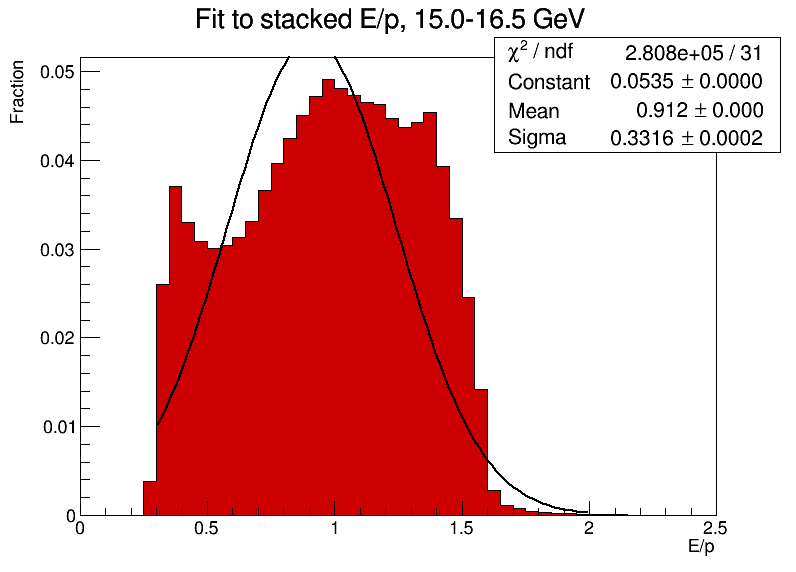 Fit to stacked E/p, 15.0-16.5 GeV
χ² / ndf 2.808e+05 / 31
Constant 0.0535 ± 0.0000
Mean 0.912 ± 0.000
Sigma 0.3316 ± 0.0002
Fraction
0.05
0.04
0.03
0.02
0.01
0
0 0.5 1 1.5 2 2.5
E/p